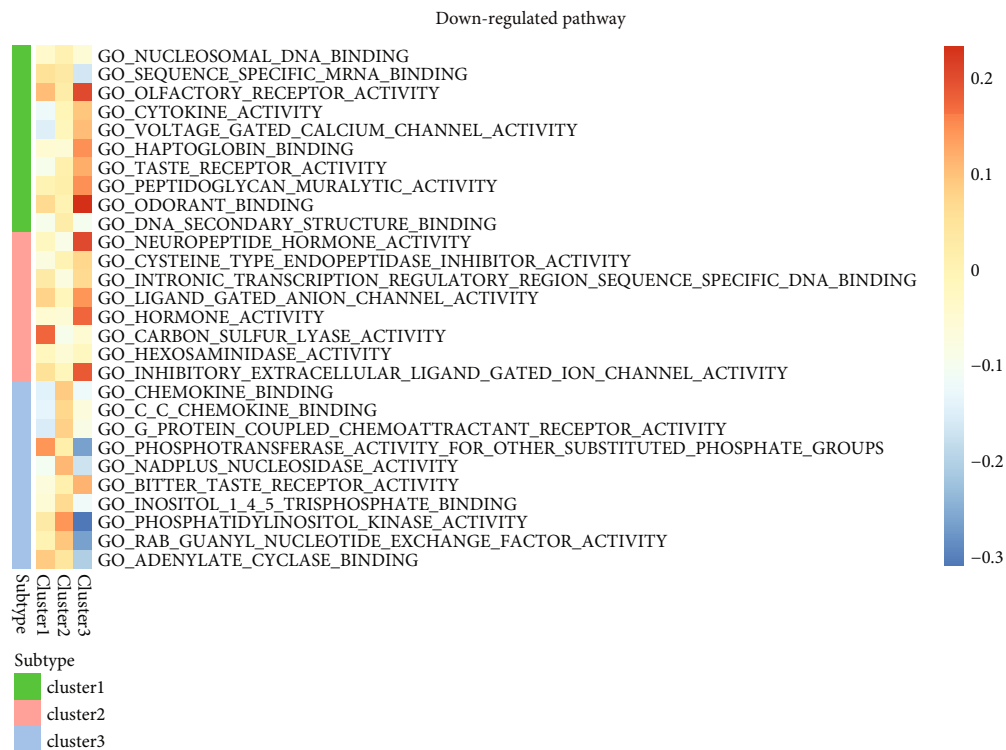 Down-regulated pathway
GO_NUCLEOSOMAL_DNA_BINDING
GO_SEQUENCE_SPECIFIC_MRNA_BINDING
GO_OLFACTORY_RECEPTOR_ACTIVITY
GO_CYTOKINE_ACTIVITY
GO_VOLTAGE_GATED_CALCIUM_CHANNEL_ACTIVITY
GO_HAPTOGLOBIN_BINDING
GO_TASTE_RECEPTOR_ACTIVITY
GO_PEPTIDOGLYCAN_MURALYTIC_ACTIVITY
GO_ODORANT_BINDING
GO_DNA_SECONDARY_STRUCTURE_BINDING
GO_NEUROPEPTIDE_HORMONE_ACTIVITY
GO_CYSTEINE_TYPE_ENDOPEPTIDASE_INHIBITOR_ACTIVITY
GO_INTRONIC_TRANSCRIPTION_REGULATORY_REGION_SEQUENCE_SPECIFIC_DNA_BINDING
GO_LIGAND_GATED_ANION_CHANNEL_ACTIVITY
GO_HORMONE_ACTIVITY
GO_CARBON_SULFUR_LYASE_ACTIVITY
GO_HEXOSAMINIDASE_ACTIVITY
GO_INHIBITORY_EXTRACELLULAR_LIGAND_GATED_ION_CHANNEL_ACTIVITY
GO_CHEMOKINE_BINDING
GO_C_C_CHEMOKINE_BINDING
GO_G_PROTEIN_COUPLED_CHEMOATTRACTANT_RECEPTOR_ACTIVITY
GO_PHOSPHOTRANSFERASE_ACTIVITY_FOR_OTHER_SUBSTITUTED_PHOSPHATE_GROUPS
GO_NADPLUS_NUCLEOSIDASE_ACTIVITY
GO_BITTER_TASTE_RECEPTOR_ACTIVITY
GO_INOSITOL_1_4_5_TRISPHOSPHATE_BINDING
GO_PHOSPHATIDYLINOSITOL_KINASE_ACTIVITY
GO_RAB_GUANYL_NUCLEOTIDE_EXCHANGE_FACTOR_ACTIVITY
GO_ADENYLATE_CYCLASE_BINDING
0.2
0.1
0
−0.1
−0.2
−0.3
Subtype
Cluster1
Cluster2
Cluster3
Subtype
cluster1
cluster2
cluster3